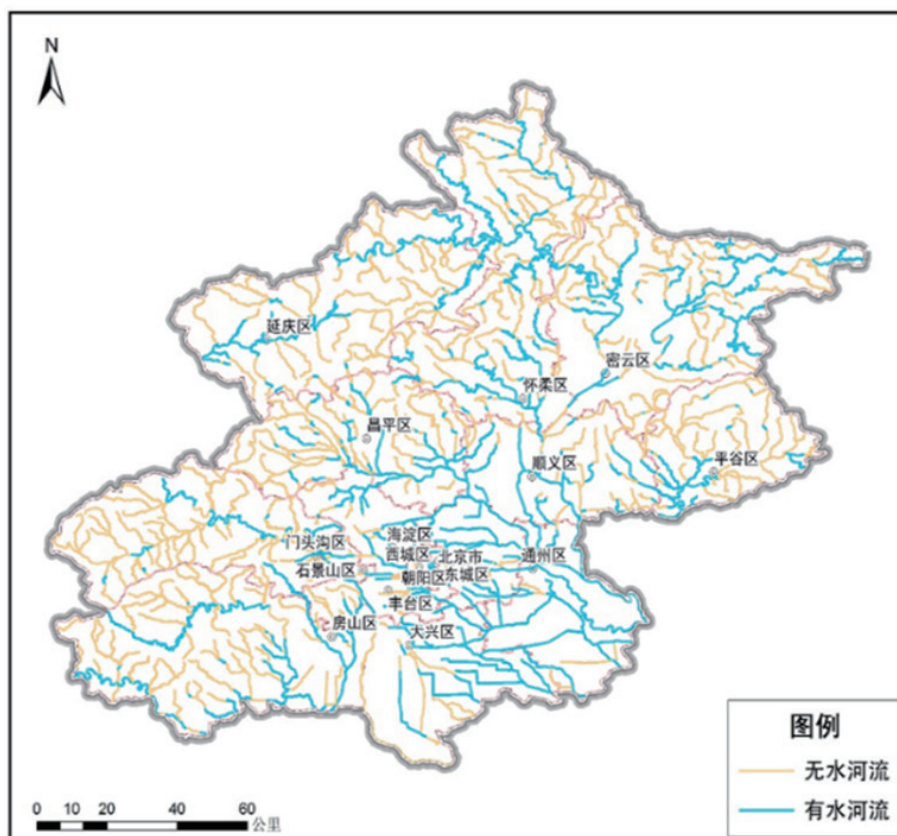 N
延庆区
密云区
怀柔区
昌平区
顺义区
平谷区
门头沟区
海淀区
西城区
北京市
通州区
石景山区
朝阳区
东城区
丰台区
房山区
大兴区
图例
无水河流
有水河流
0 10 20 40 60
公里